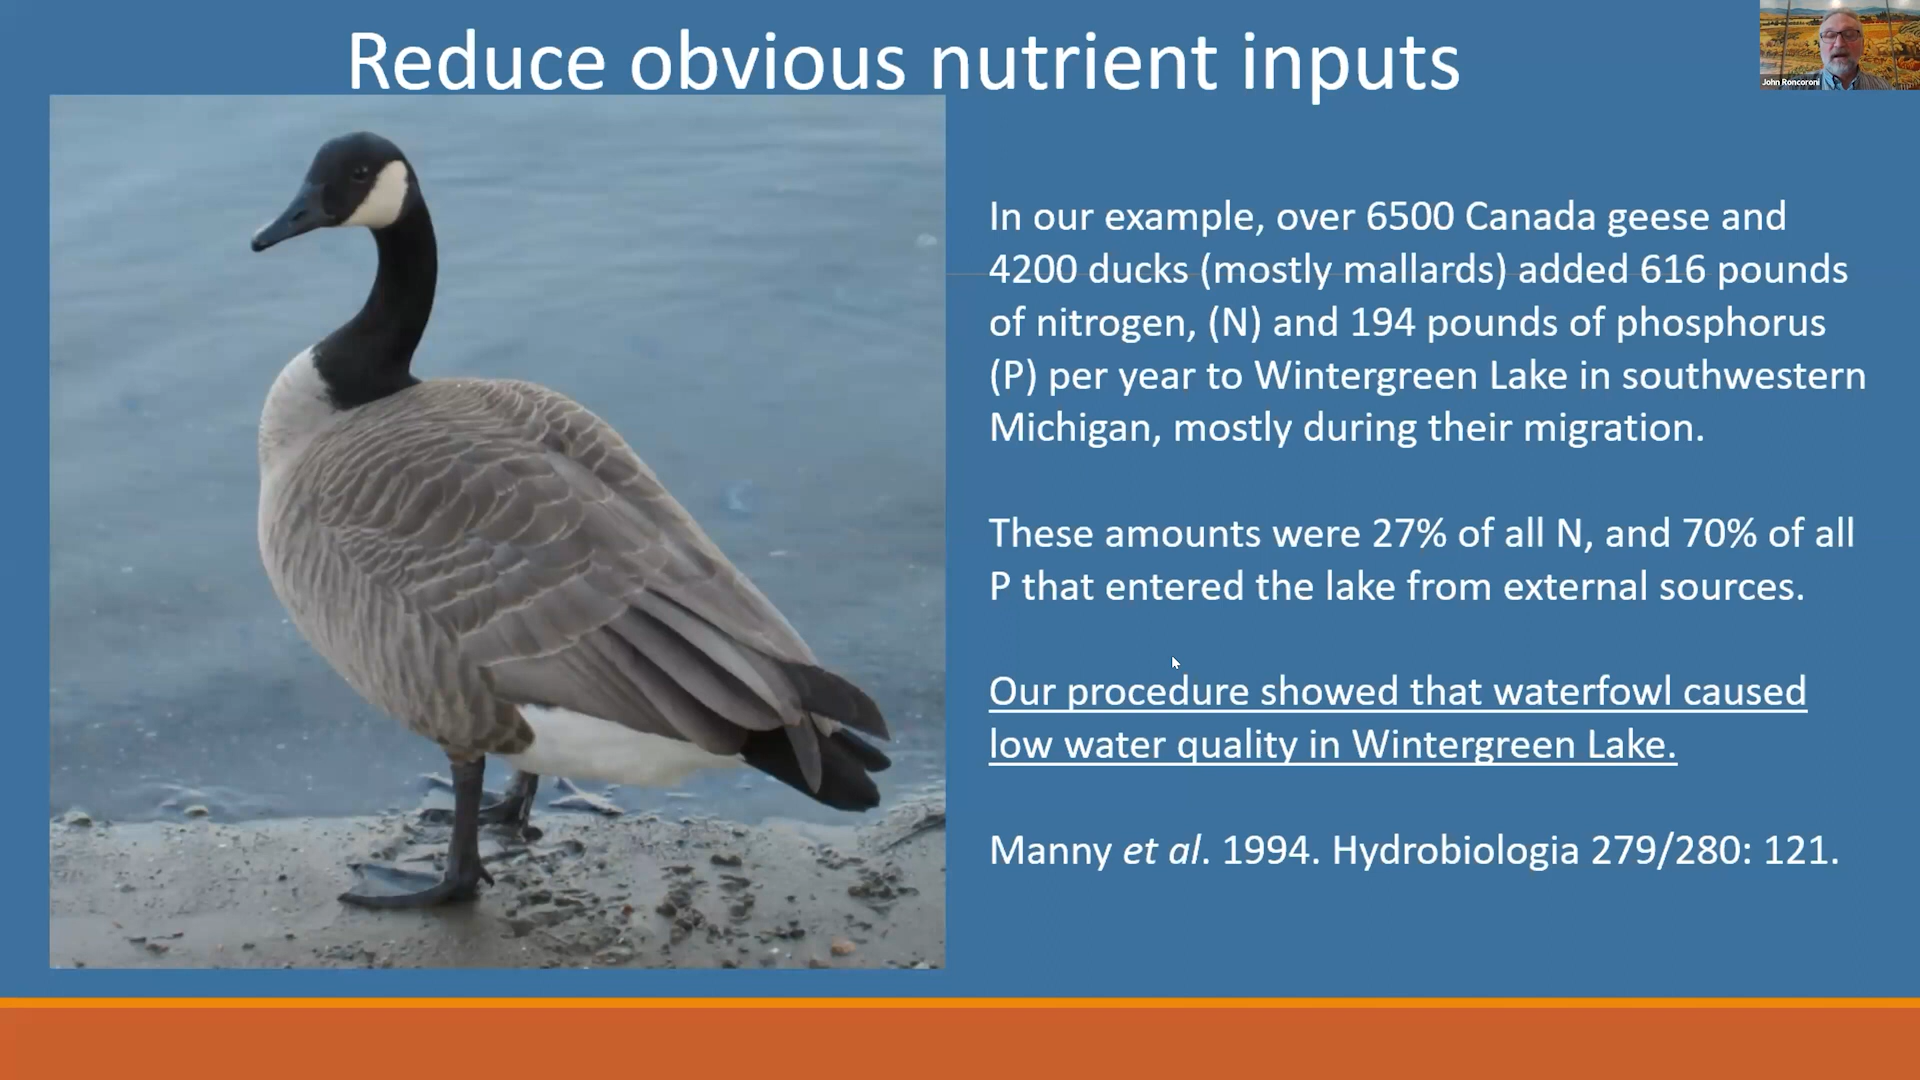 Reduce obvious nutrient inputs
John Roncoroni
In our example, over 6500 Canada geese and
4200 ducks (mostly mallards) added 616 pounds
of nitrogen, (N) and 194 pounds of phosphorus
(P) per year to Wintergreen Lake in southwestern
Michigan, mostly during their migration.
These amounts were 27% of all N, and 70% of all
P that entered the lake from external sources.
Our procedure showed that waterfowl caused
low water quality in Wintergreen Lake.
Manny et al. 1994. Hydrobiologia 279/280: 121.